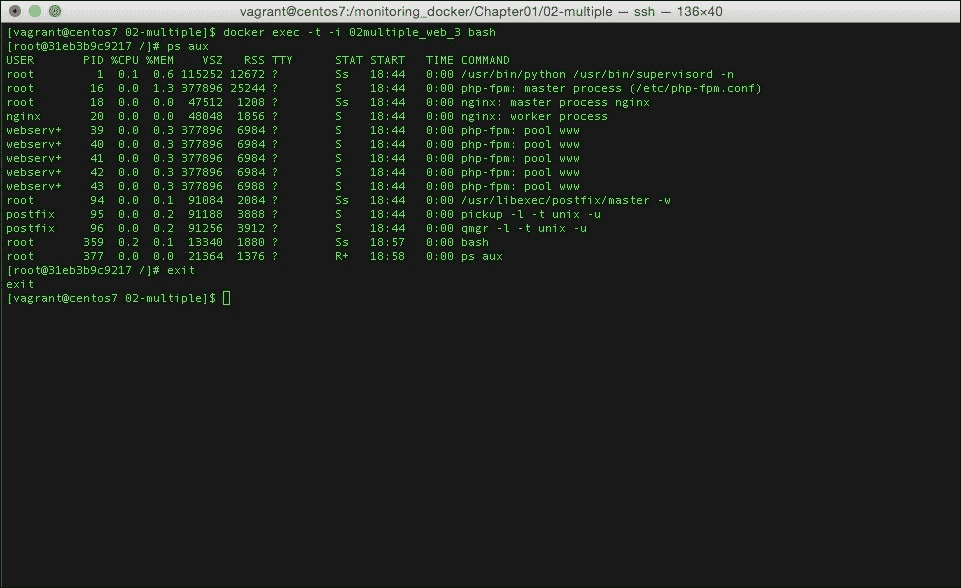 vagrant@centos7:/monitoring_docker/Chapter01/02-multiple — ssh — 136×40
[vagrant@centos7 02-multiple]$ docker exec -t -i 02multiple_web_3 bash
[root@31eb3b9c9217 /]# ps aux
USER       PID %CPU %MEM    VSZ   RSS TTY      STAT START   TIME COMMAND
root         1  0.1  0.6 115252 12672 ?        Ss   18:44   0:00 /usr/bin/python /usr/bin/supervisord -n
root        16  0.0  1.3 377896 25244 ?        S    18:44   0:00 php-fpm: master process (/etc/php-fpm.conf)
root        18  0.0  0.0  47512  1208 ?        Ss   18:44   0:00 nginx: master process nginx
nginx       20  0.0  0.0  48048  1856 ?        S    18:44   0:00 nginx: worker process
webserv+    39  0.0  0.3 377896  6984 ?        S    18:44   0:00 php-fpm: pool www
webserv+    40  0.0  0.3 377896  6984 ?        S    18:44   0:00 php-fpm: pool www
webserv+    41  0.0  0.3 377896  6984 ?        S    18:44   0:00 php-fpm: pool www
webserv+    42  0.0  0.3 377896  6984 ?        S    18:44   0:00 php-fpm: pool www
webserv+    43  0.0  0.3 377896  6988 ?        S    18:44   0:00 php-fpm: pool www
root        94  0.0  0.1  91084  2084 ?        Ss   18:44   0:00 /usr/libexec/postfix/master -w
postfix     95  0.0  0.2  91188  3888 ?        S    18:44   0:00 pickup -l -t unix -u
postfix     96  0.0  0.2  91256  3912 ?        S    18:44   0:00 qmgr -l -t unix -u
root       359  0.2  0.1  13340  1880 ?        Ss   18:57   0:00 bash
root       377  0.0  0.0  21364  1376 ?        R+   18:58   0:00 ps aux
[root@31eb3b9c9217 /]# exit
exit
[vagrant@centos7 02-multiple]$